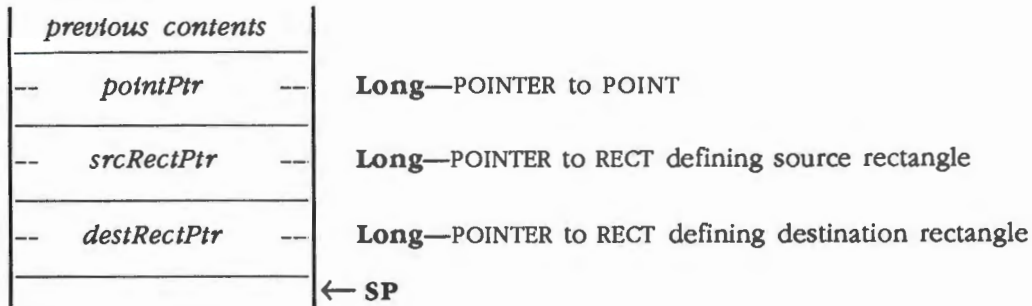 previous contents
-- pointPtr -- Long—POINTER to POINT
-- srcRectPtr -- Long—POINTER to RECT defining source rectangle
-- destRectPtr -- Long—POINTER to RECT defining destination rectangle
← SP